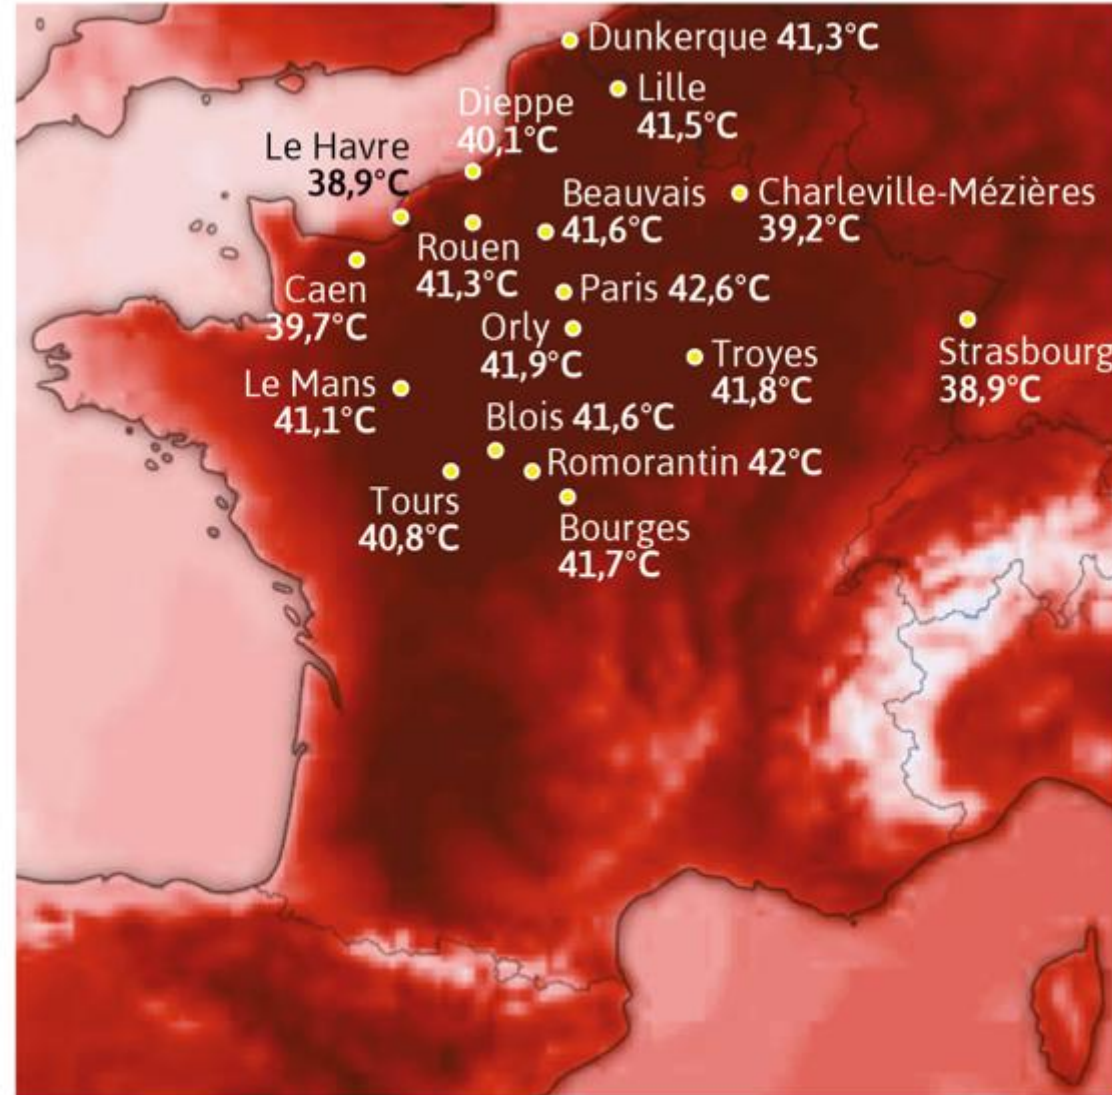 Dunkerque 41,3°C
Lille
41,5°C
Dieppe
40,1°C
Le Havre
38,9°C
Beauvais
41,6°C
Charleville-Mézières
39,2°C
Rouen
41,3°C
Caen
39,7°C
Paris 42,6°C
Orly
41,9°C
Troyes
41,8°C
Strasbourg
38,9°C
Le Mans
41,1°C
Blois 41,6°C
Romorantin 42°C
Tours
40,8°C
Bourges
41,7°C